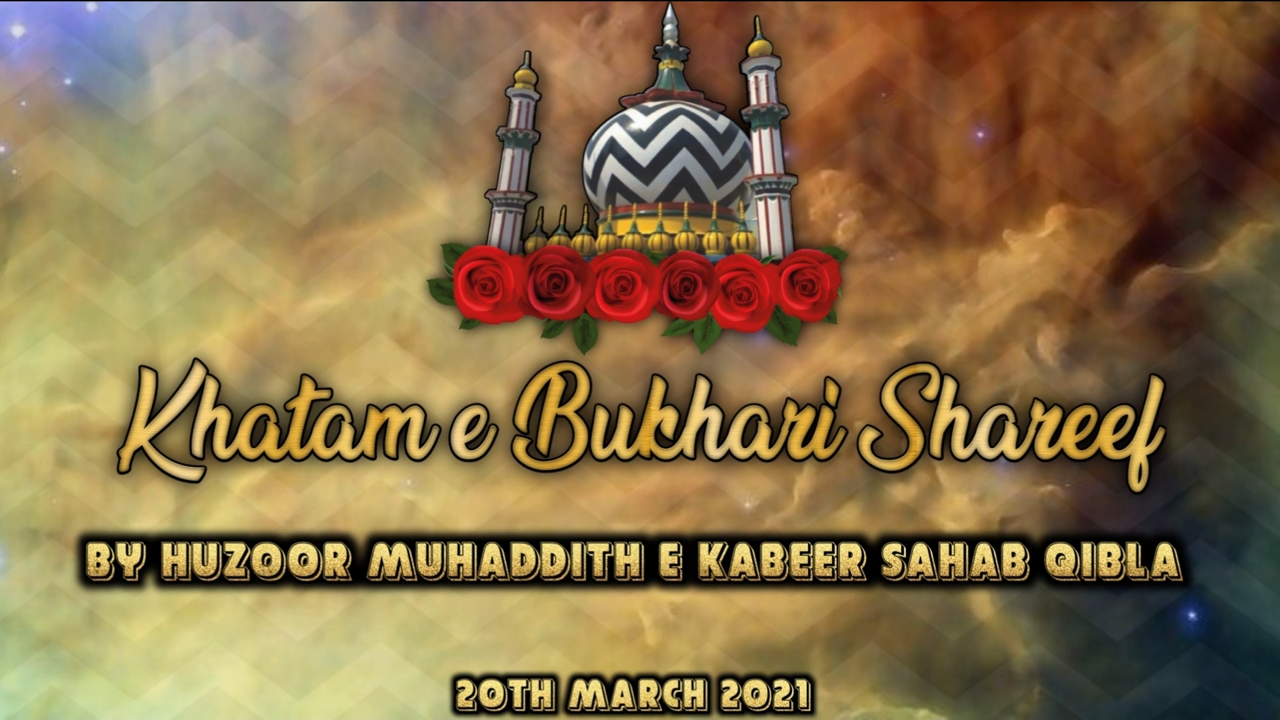 Khatam e Bukhari Shareef
BY HUZOOR MUHADDITH E KABEER SAHAB QIBLA
20TH MARCH 2021